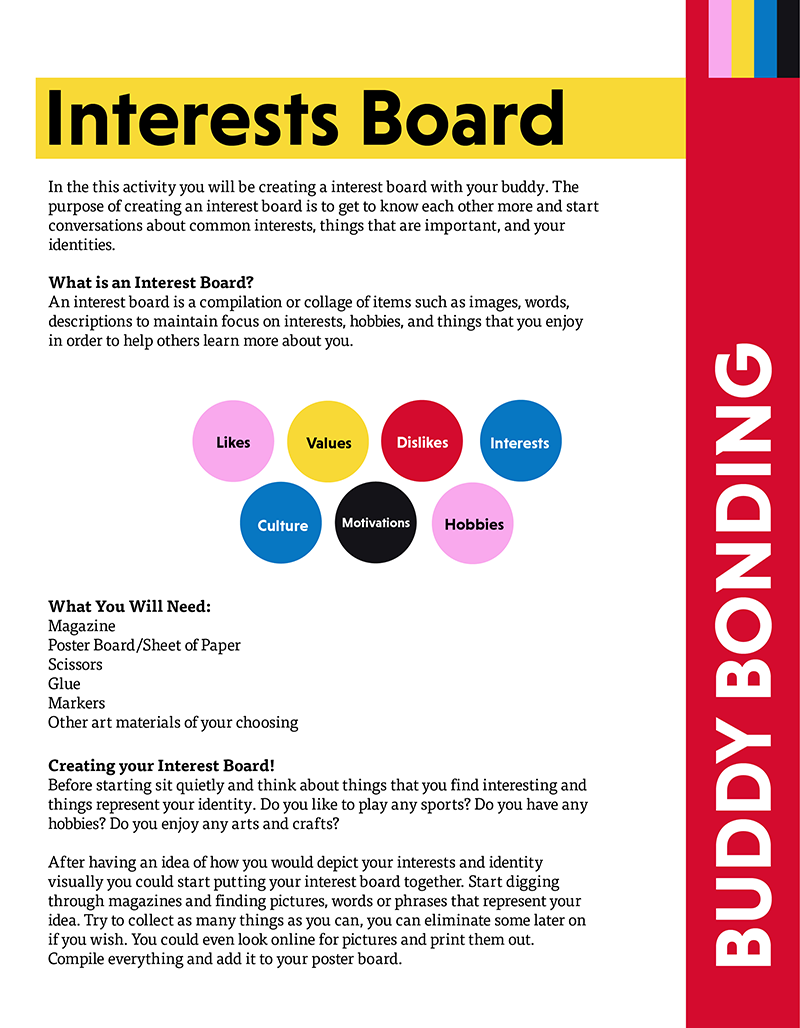 Interests Board
In the this activity you will be creating a interest board with your buddy. The
purpose of creating an interest board is to get to know each other more and start
conversations about common interests, things that are important, and your
identities.
What is an Interest Board?
An interest board is a compilation or collage of items such as images, words,
descriptions to maintain focus on interests, hobbies, and things that you enjoy
in order to help others learn more about you.
Likes
Values
Dislikes
Interests
Culture
Motivations
Hobbies
What You Will Need:
Magazine
Poster Board/Sheet of Paper
Scissors
Glue
Markers
Other art materials of your choosing
Creating your Interest Board!
Before starting sit quietly and think about things that you find interesting and
things represent your identity. Do you like to play any sports? Do you have any
hobbies? Do you enjoy any arts and crafts?
After having an idea of how you would depict your interests and identity
visually you could start putting your interest board together. Start digging
through magazines and finding pictures, words or phrases that represent your
idea. Try to collect as many things as you can, you can eliminate some later on
if you wish. You could even look online for pictures and print them out.
Compile everything and add it to your poster board.
BUDDY BONDING